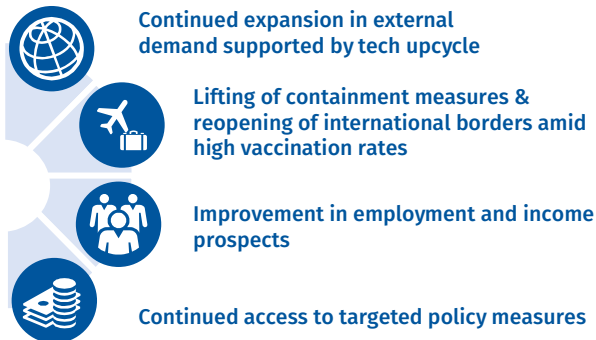 Continued expansion in external
demand supported by tech upcycle
Lifting of containment measures &
reopening of international borders amid
high vaccination rates
Improvement in employment and income
prospects
Continued access to targeted policy measures